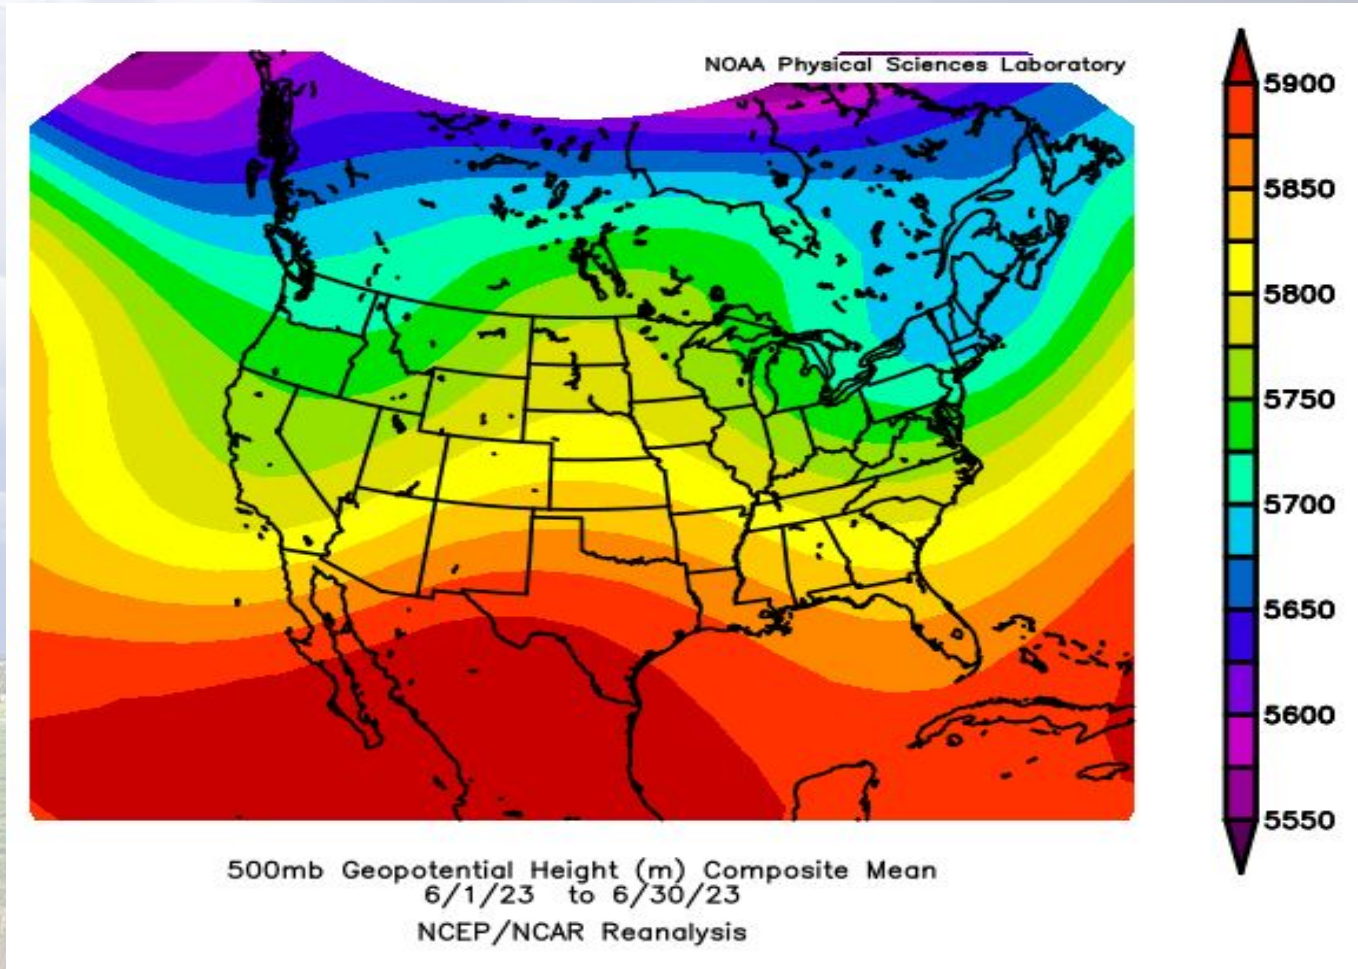 NOAA Physical Sciences Laboratory
5900
5850
5800
5750
5700
5650
5600
5550
500mb Geopotential Height (m) Composite Mean
6/1/23 to 6/30/23
NCEP/NCAR Reanalysis